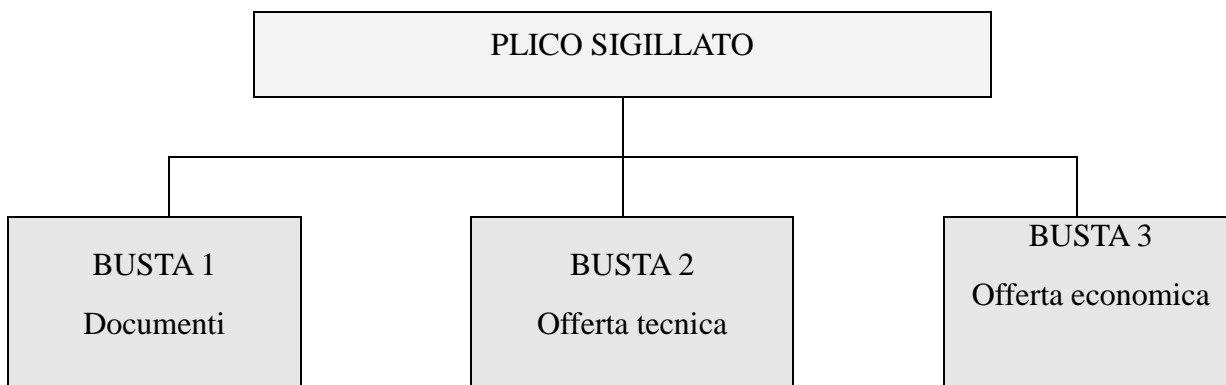 PLICO SIGILLATO
BUSTA 1
Documenti
BUSTA 2
Offerta tecnica
BUSTA 3
Offerta economica